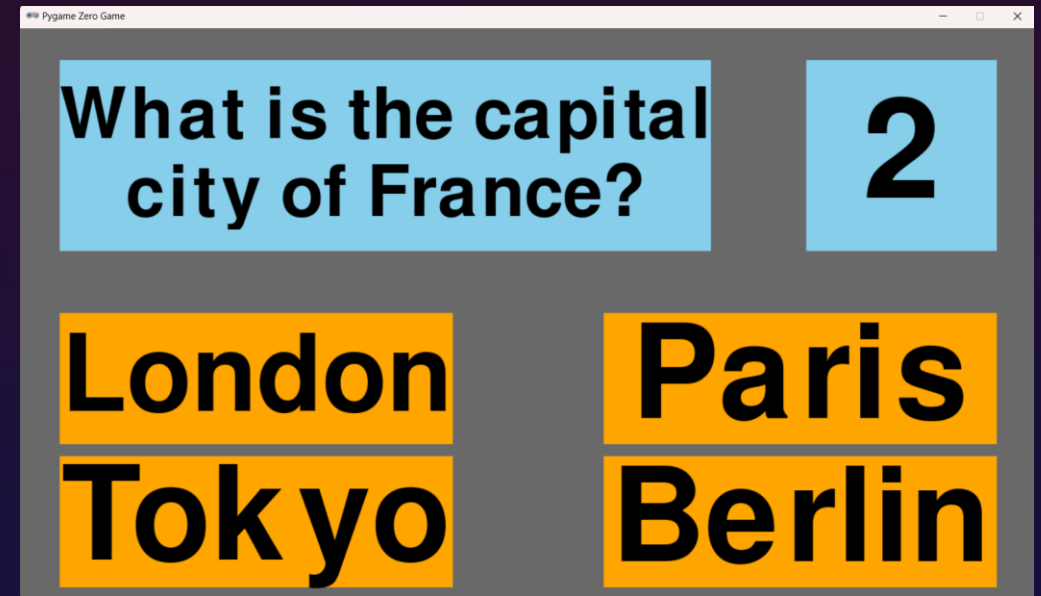 Pygame Zero Game
What is the capital
city of France?
2
London
Paris
Tokyo
Berlin